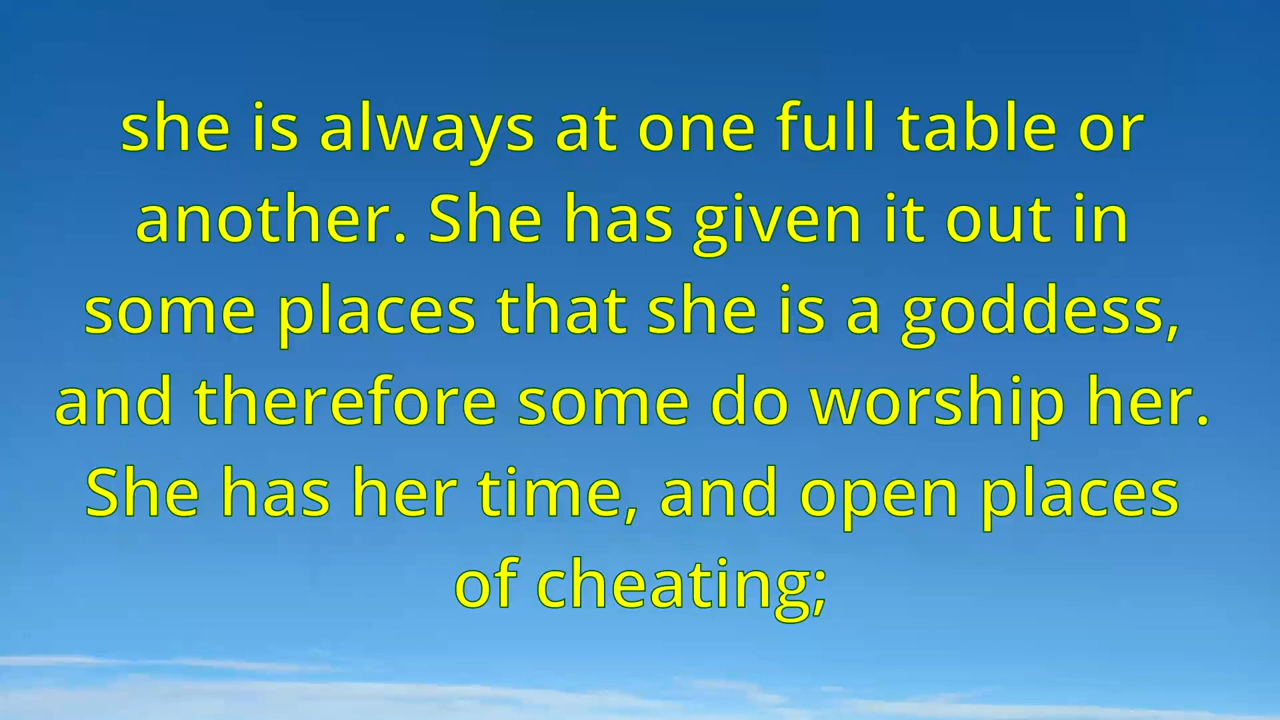 she is always at one full table or
another. She has given it out in
some places that she is a goddess,
and therefore some do worship her.
She has her time, and open places
of cheating;